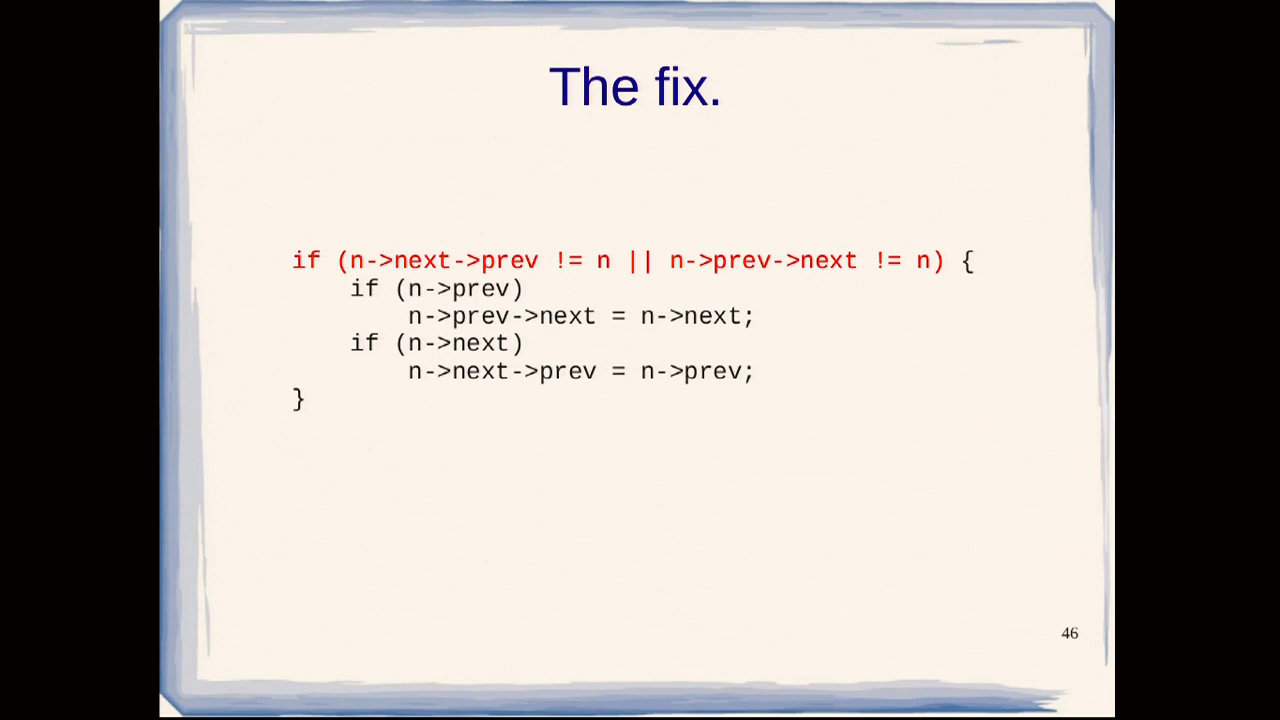 The fix.
if (n->next->prev != n || n->prev->next != n) {
    if (n->prev)
        n->prev->next = n->next;
    if (n->next)
        n->next->prev = n->prev;
}
46